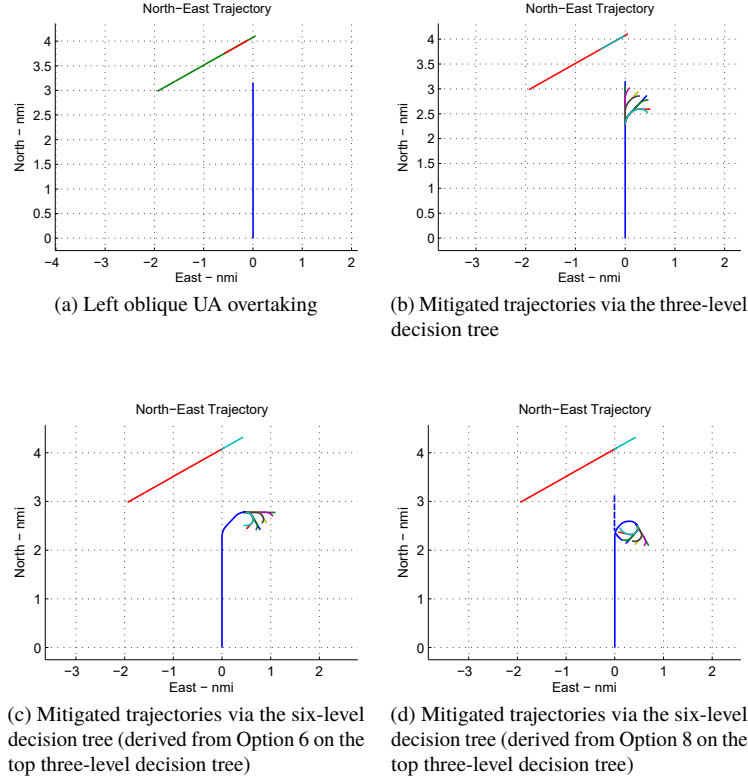 North−East Trajectory
4
3.5
3
2.5
2
1.5
1
0.5
0
North − nmi
−4 −3 −2 −1 0 1 2
East − nmi
(a) Left oblique UA overtaking
North−East Trajectory
4
3.5
3
2.5
2
1.5
1
0.5
0
North − nmi
−3 −2 −1 0 1 2
East − nmi
(b) Mitigated trajectories via the three-level
decision tree
North−East Trajectory
4
3
2
1
0
North − nmi
−3 −2 −1 0 1 2
East − nmi
(c) Mitigated trajectories via the six-level
decision tree (derived from Option 6 on the
top three-level decision tree)
North−East Trajectory
4
3
2
1
0
North − nmi
−3 −2 −1 0 1 2
East − nmi
(d) Mitigated trajectories via the six-level
decision tree (derived from Option 8 on the
top three-level decision tree)